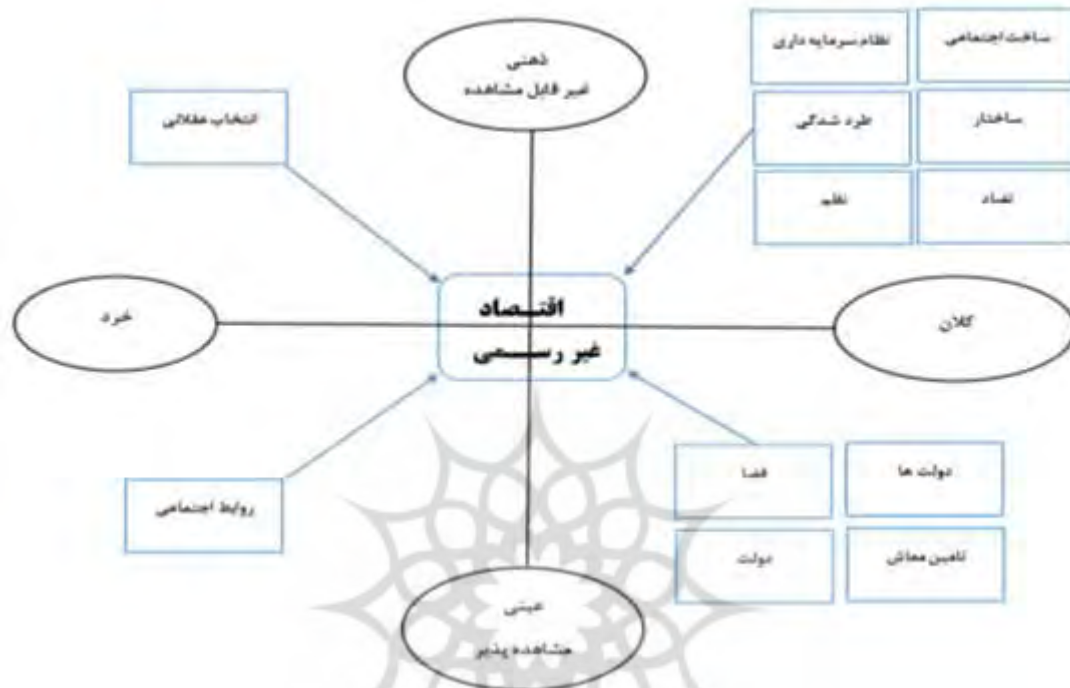 ذهنی
غیر قابل مشاهده
ساخت اجتماعی
نظام سرمایه داری
ساختار
طرد شدگی
تضاد
نظم
انتخاب عقلانی
اقتصاد
غیر رسمی
کلان
خرد
روابط اجتماعی
دولت ها
فضا
تامین معاش
دولت
عینی
مشاهده پذیر